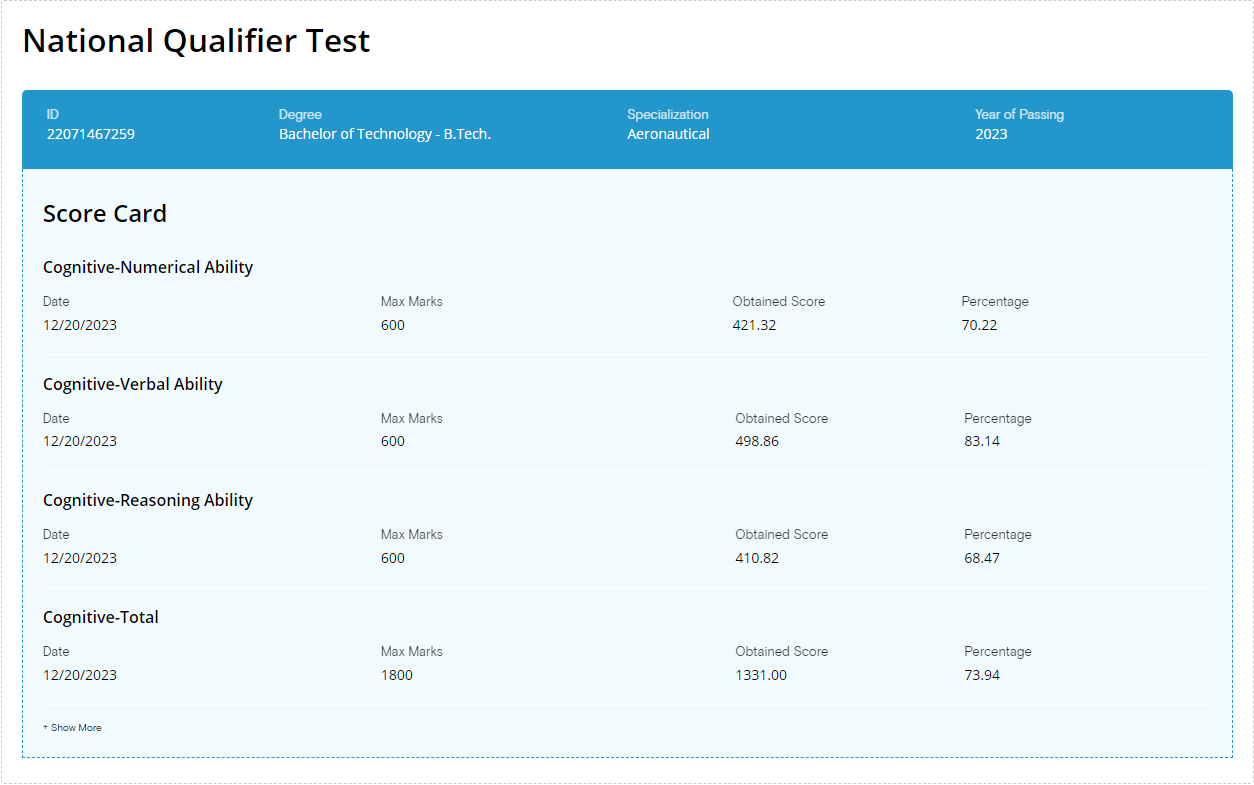 National Qualifier Test
ID Degree Specialization Year of Passing
22071467259 Bachelor of Technology - B.Tech. Aeronautical 2023
Score Card
Cognitive-Numerical Ability
Date Max Marks Obtained Score Percentage
12/20/2023 600 421.32 70.22
Cognitive-Verbal Ability
Date Max Marks Obtained Score Percentage
12/20/2023 600 498.86 83.14
Cognitive-Reasoning Ability
Date Max Marks Obtained Score Percentage
12/20/2023 600 410.82 68.47
Cognitive-Total
Date Max Marks Obtained Score Percentage
12/20/2023 1800 1331.00 73.94
+ Show More